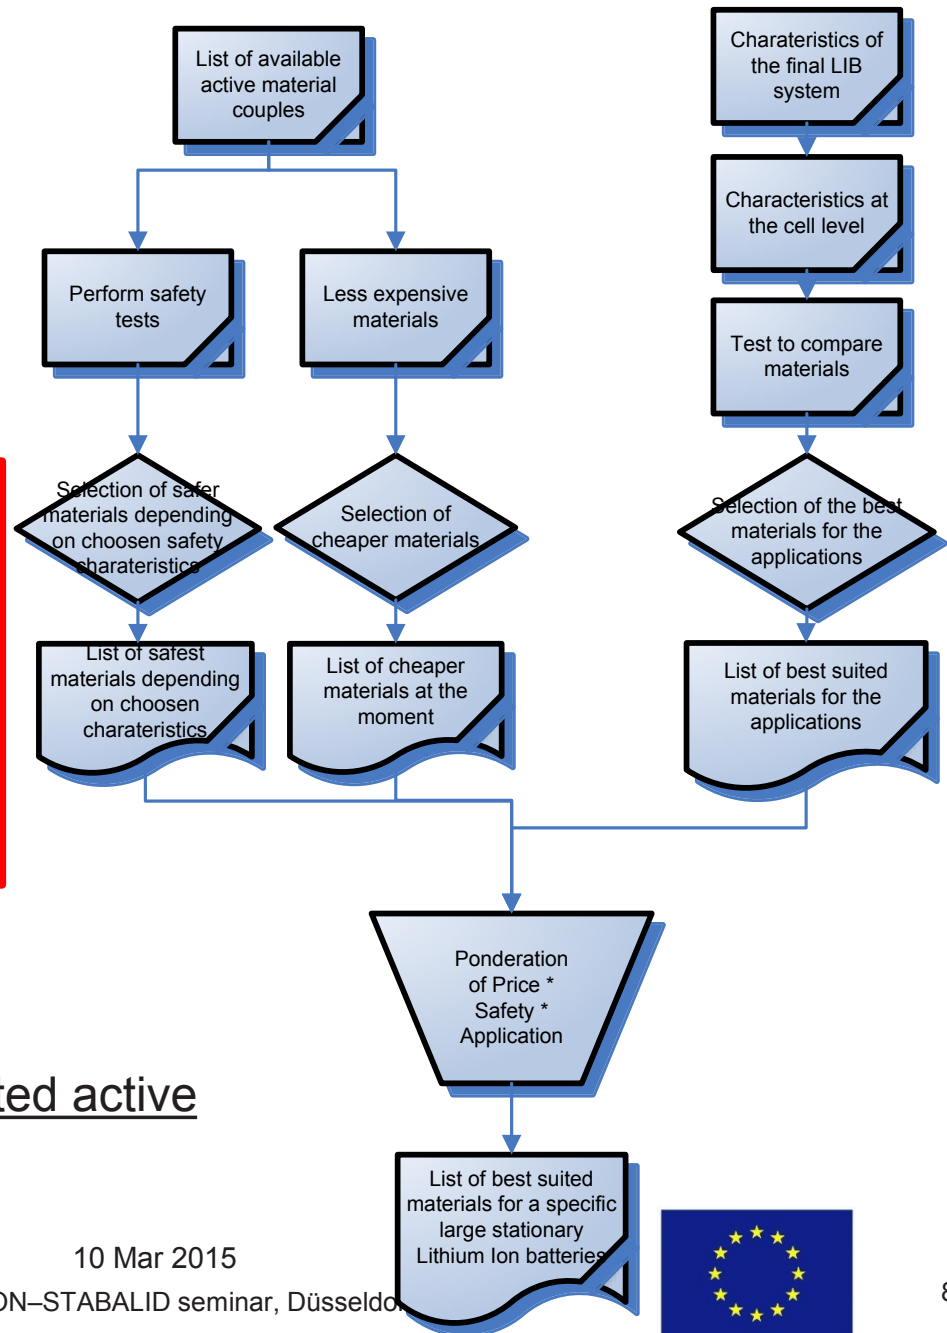 List of available
active material
couples
Charateristics of
the final LIB
system
Characteristics at
the cell level
Perform safety
tests
Less expensive
materials
Test to compare
materials
Selection of safer
materials depending
on choosen safety
charateristics
Selection of
cheaper materials
Selection of the best
materials for the
applications
List of safest
materials depending
on choosen
charateristics
List of cheaper
materials at the
moment
List of best suited
materials for the
applications
Ponderation
of Price *
Safety *
Application
ted active
List of best suited
materials for a specific
large stationary
Lithium Ion batteries
10 Mar 2015
ON–STABALID seminar, Düsseldo
8